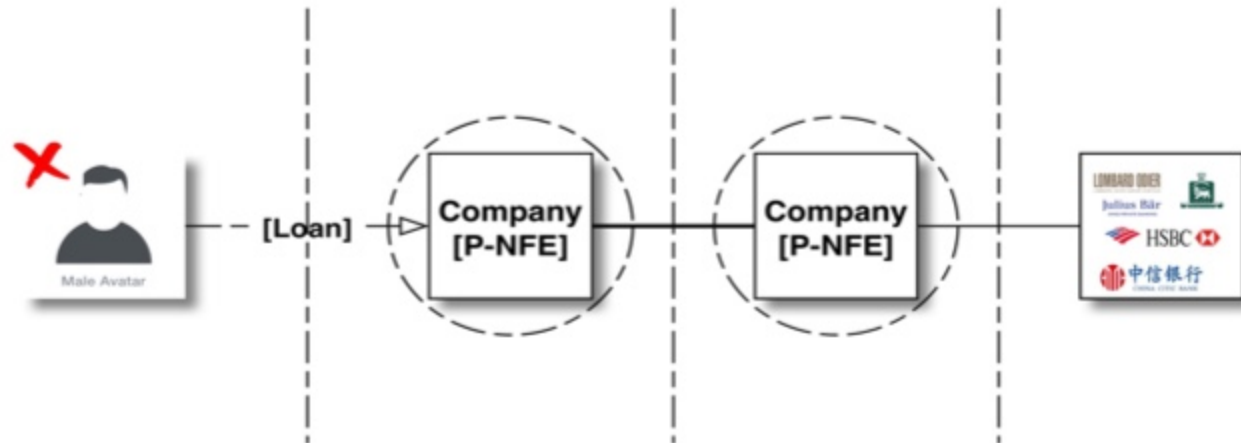 Male Avatar
[Loan]
Company
[P-NFE]
Company
[P-NFE]
LOMBARD ODIER
Julius Bär
HSBC
中信银行
CHINA CITIC BANK